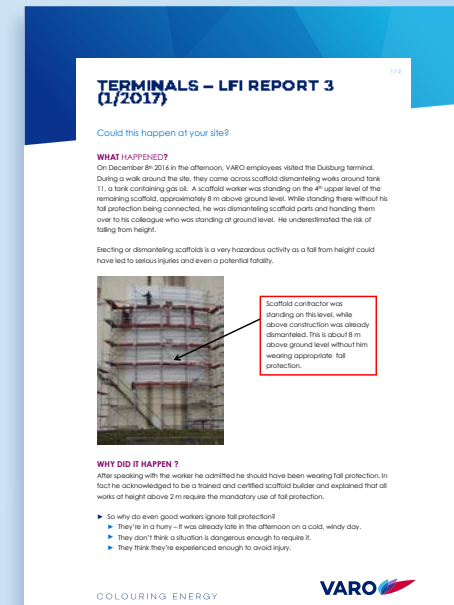 1 / 2
TERMINALS – LFI REPORT 3
(1/2017)
Could this happen at your site?
WHAT HAPPENED?
On December 8th 2016 in the afternoon, VARO employees visited the Duisburg terminal.
During a walk around the site, they came across scaffold dismanteling works around tank
11, a tank containing gas oil.  A scaffold worker was standing on the 4th upper level of the
remaining scaffold, approximately 8 m above ground level. While standing there without his
fall protection being connected, he was dismantling scaffold parts and handing them
over to his colleague who was standing at ground level.  He underestimated the risk of
falling from height.
Erecting or dismanteling scaffolds is a very hazardous activity as a fall from height could
have led to serious injuries and even a potential fatality.
Scaffold contractor was
standing on this level, while
above construction was already
dismanteled. This is about 8 m
above ground level without him
wearing appropriate  fall
protection.
WHY DID IT HAPPEN ?
After speaking with the worker he admitted he should have been wearing fall protection. In
fact he acknowledged to be a trained and certified scaffold builder and explained that all
works at height above 2 m require the mandatory use of fall protection.
► So why do even good workers ignore fall protection?
► They're in a hurry – it was already late in the afternoon on a cold, windy day.
► They don't think a situation is dangerous enough to require it.
► They think they're experienced enough to avoid injury.
COLOURING ENERGY
VARO